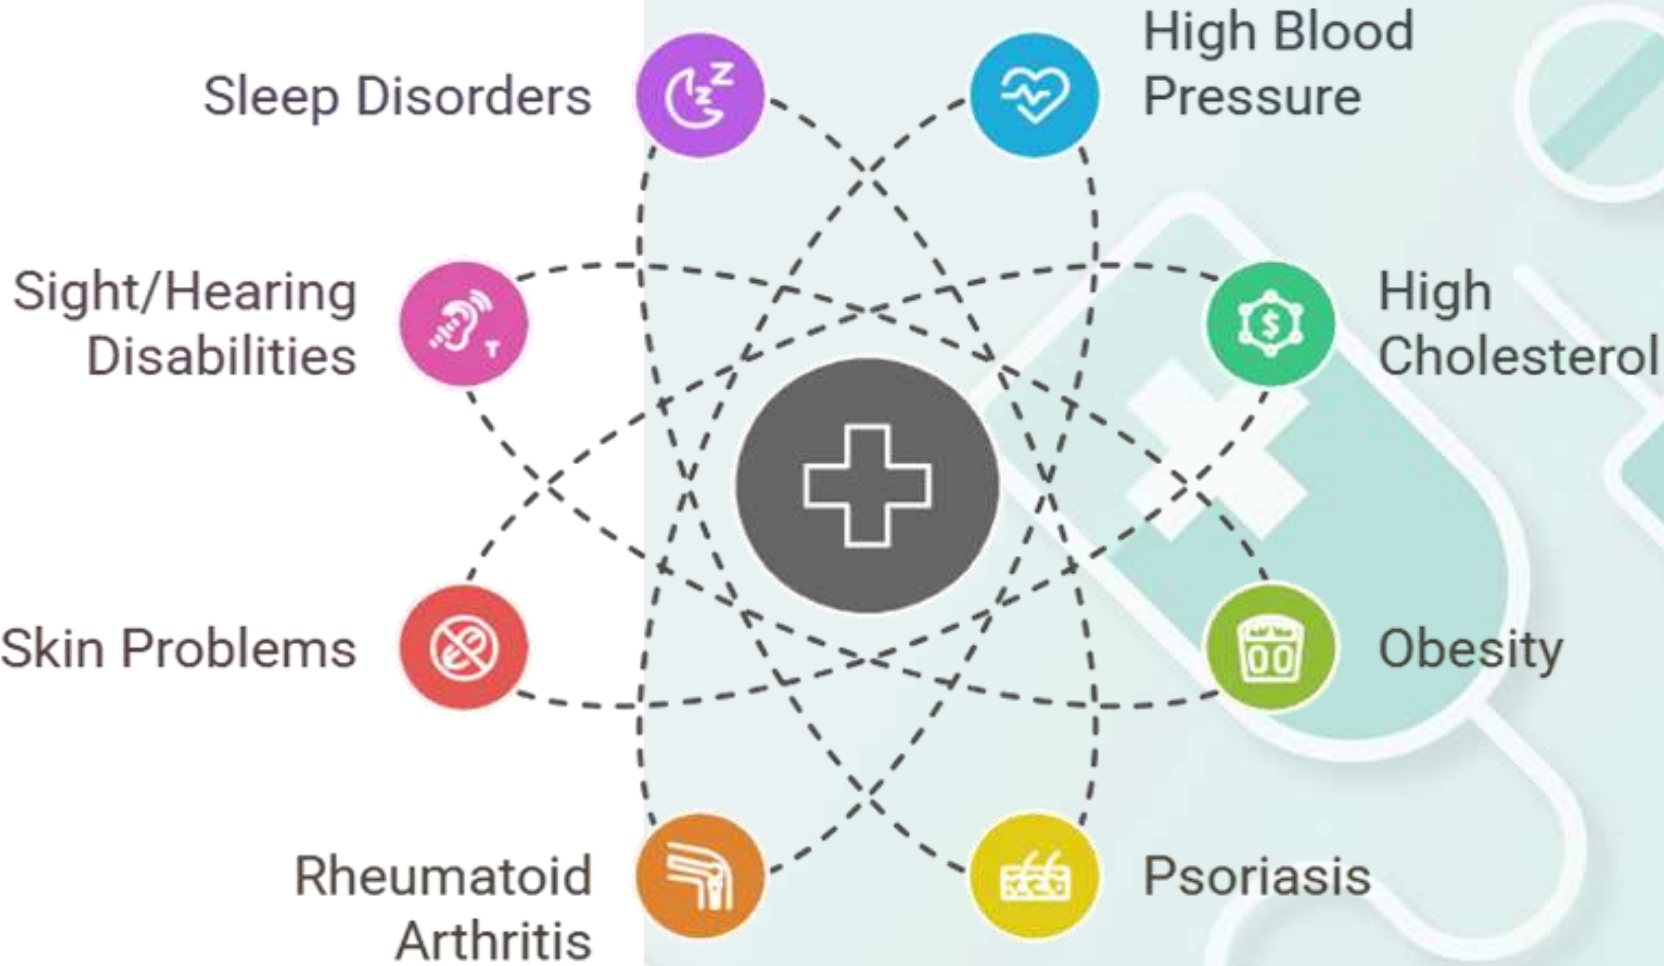 Sleep Disorders
High Blood
Pressure
Sight/Hearing
Disabilities
High
Cholesterol
Skin Problems
Obesity
Rheumatoid
Arthritis
Psoriasis